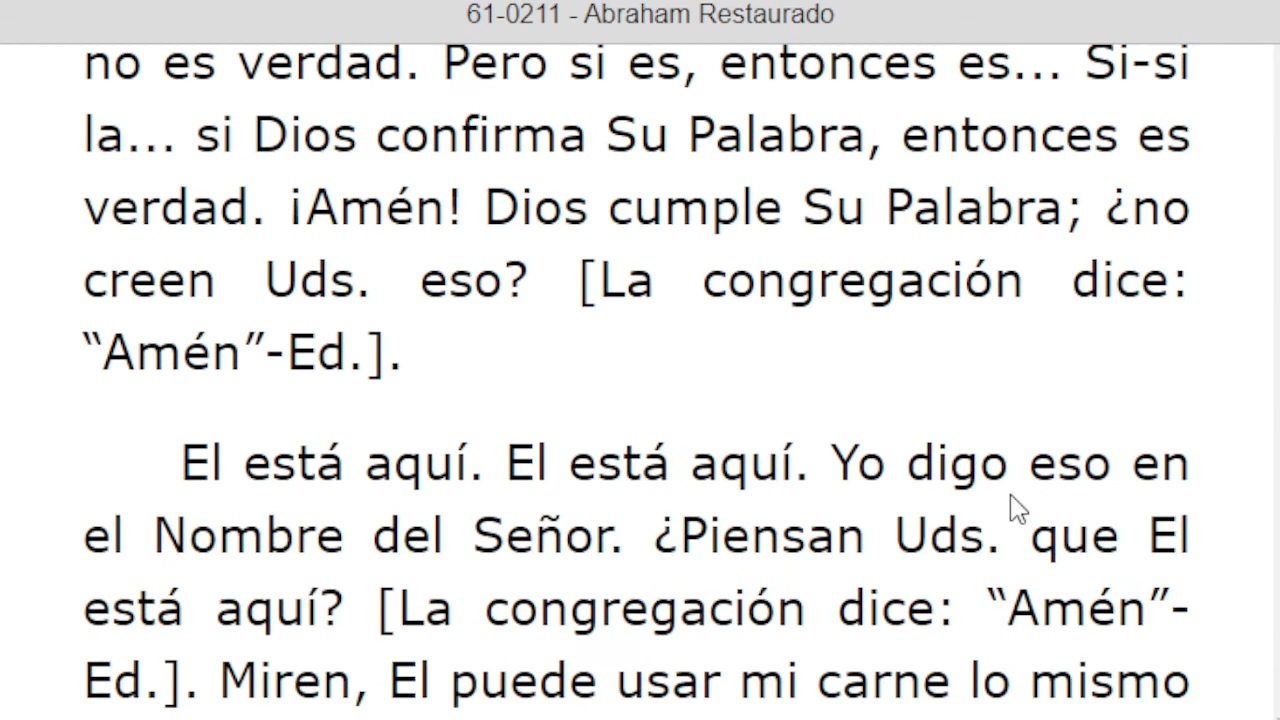 61-0211 - Abraham Restaurado
no es verdad. Pero si es, entonces es... Si-si
la... si Dios confirma Su Palabra, entonces es
verdad. ¡Amén! Dios cumple Su Palabra; ¿no
creen Uds. eso? [La congregación dice:
“Amén”-Ed.].
El está aquí. El está aquí. Yo digo eso en
el Nombre del Señor. ¿Piensan Uds. que El
está aquí? [La congregación dice: “Amén”-
Ed.]. Miren, El puede usar mi carne lo mismo